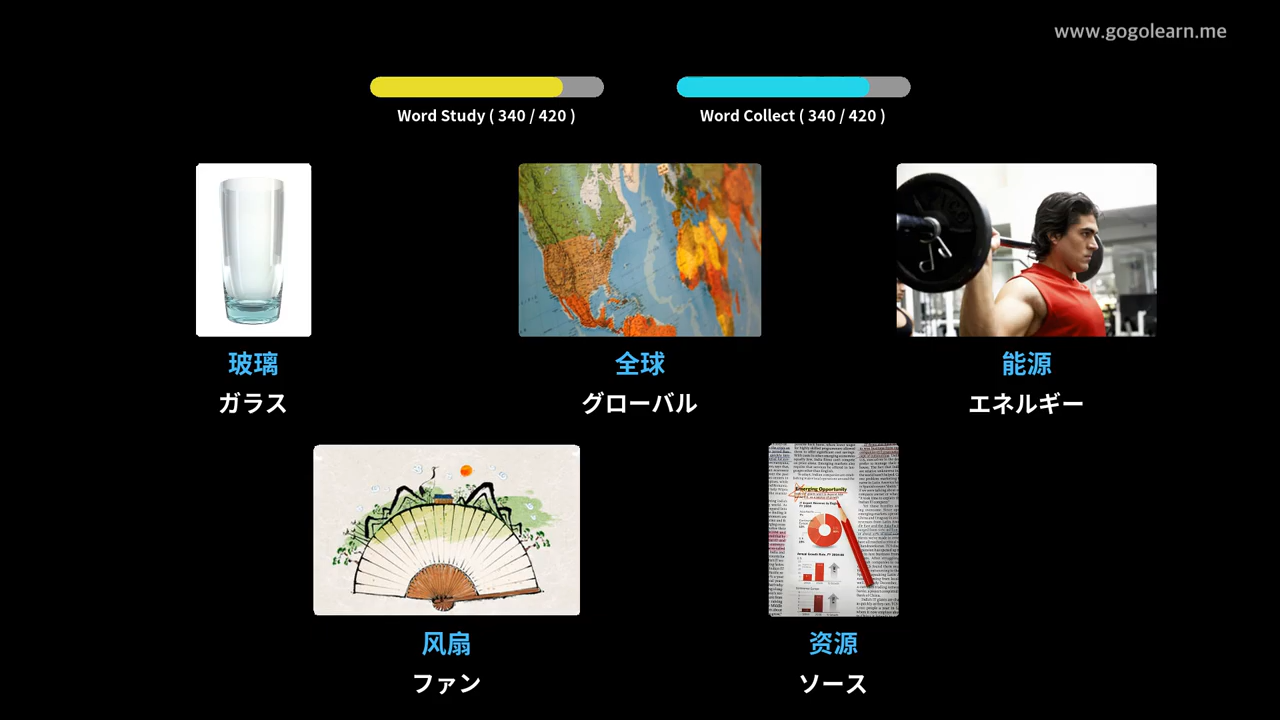 www.gogolearn.me
Word Study ( 340 / 420 )
Word Collect ( 340 / 420 )
玻璃
ガラス
全球
グローバル
能源
エネルギー
Emerging Opportunity
风扇
ファン
资源
ソース